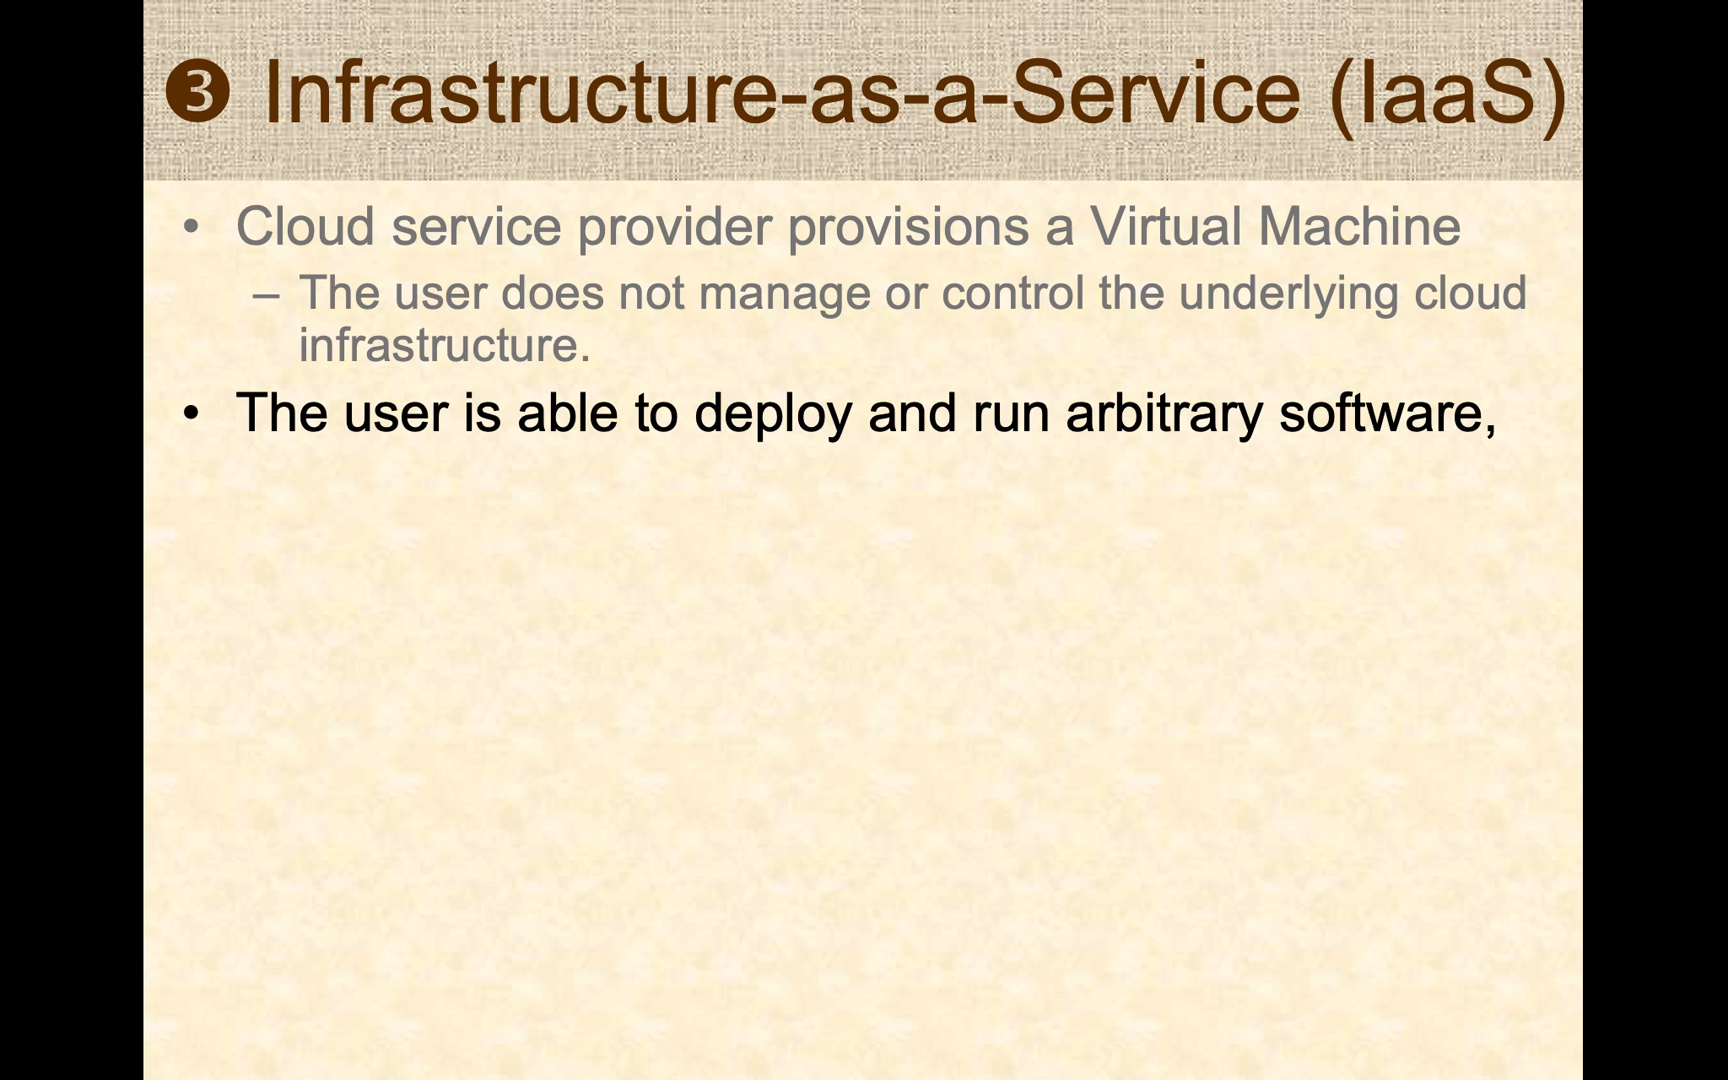 ❸ Infrastructure-as-a-Service (IaaS)
• Cloud service provider provisions a Virtual Machine
– The user does not manage or control the underlying cloud
infrastructure.
• The user is able to deploy and run arbitrary software,